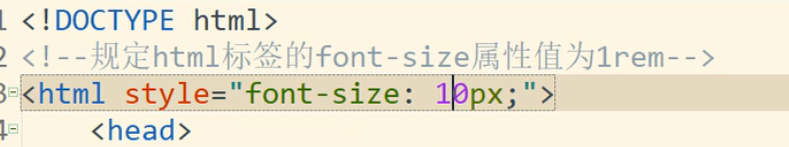 1 <!DOCTYPE html>
2 <!--规定html标签的font-size属性值为1rem-->
3 <html style="font-size: 10px;">
4 <head>